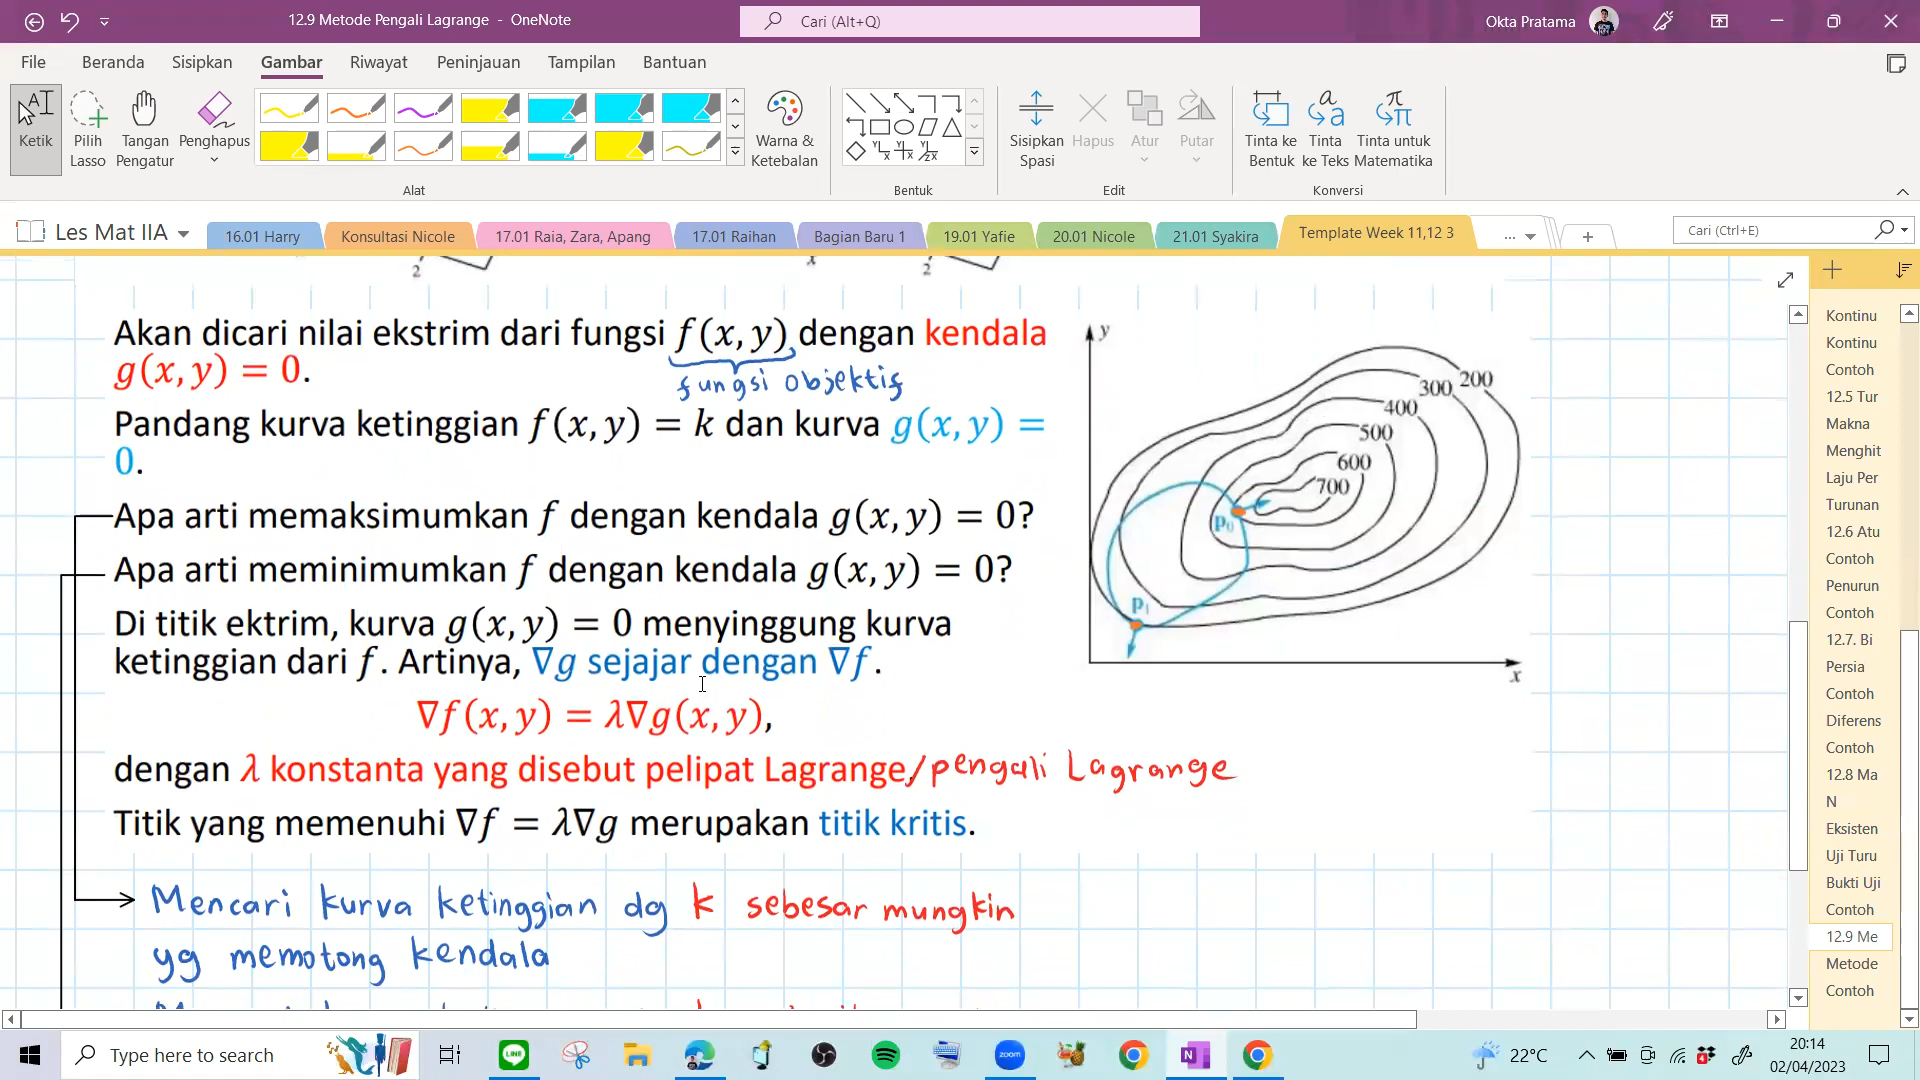 12.9 Metode Pengali Lagrange - OneNote
Cari (Alt+Q)
Okta Pratama
File Beranda Sisipkan Gambar Riwayat Peninjauan Tampilan Bantuan
Ketik
Pilih Lasso
Tangan Pengatur
Penghapus
Warna & Ketebalan
Sisipkan Spasi
Hapus
Atur
Putar
Tinta ke Bentuk
Tinta ke Teks
Tinta untuk Matematika
Alat Bentuk Edit Konversi
Les Mat IIA
16.01 Harry
Konsultasi Nicole
17.01 Raia, Zara, Apang
17.01 Raihan
Bagian Baru 1
19.01 Yafie
20.01 Nicole
21.01 Syakira
Template Week 11,12 3
...
Cari (Ctrl+E)
2 x 2
Akan dicari nilai ekstrim dari fungsi f(x, y) dengan kendala
g(x, y) = 0.
fungsi objektif
Pandang kurva ketinggian f(x, y) = k dan kurva g(x, y) =
0.
Apa arti memaksimumkan f dengan kendala g(x, y) = 0?
Apa arti meminimumkan f dengan kendala g(x, y) = 0?
Di titik ektrim, kurva g(x, y) = 0 menyinggung kurva
ketinggian dari f. Artinya, ∇g sejajar dengan ∇f.
∇f(x, y) = λ∇g(x, y),
dengan λ konstanta yang disebut pelipat Lagrange/pengali Lagrange
Titik yang memenuhi ∇f = λ∇g merupakan titik kritis.
Mencari kurva ketinggian dg k sebesar mungkin
yg memotong kendala
y
200
300
400
500
600
700
p₀
p₁
x
Kontinu
Kontinu
Contoh
12.5 Tur
Makna
Menghit
Laju Per
Turunan
12.6 Atu
Contoh
Penurun
Contoh
12.7. Bi
Persia
Contoh
Diferens
Contoh
12.8 Ma
N
Eksisten
Uji Turu
Bukti Uji
Contoh
12.9 Me
Metode
Contoh
Type here to search
LINE
zoom
22°C
20:14
02/04/2023